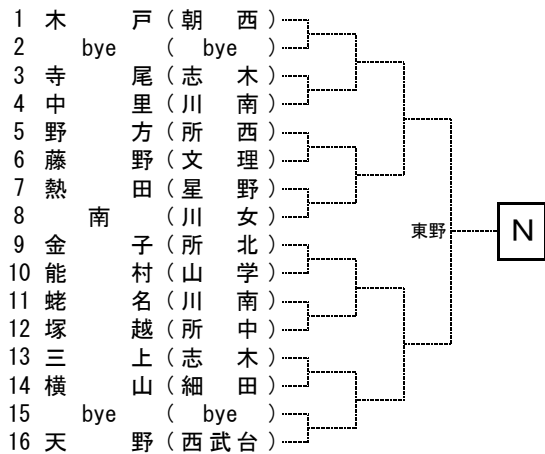 1 木 戸 ( 朝 西 )
2 bye ( bye )
3 寺 尾 ( 志 木 )
4 中 里 ( 川 南 )
5 野 方 ( 所 西 )
6 藤 野 ( 文 理 )
7 熱 田 ( 星 野 )
8 南 ( 川 女 )
東野 N
9 金 子 ( 所 北 )
10 能 村 ( 山 学 )
11 蛯 名 ( 川 南 )
12 塚 越 ( 所 中 )
13 三 上 ( 志 木 )
14 横 山 ( 細 田 )
15 bye ( bye )
16 天 野 ( 西 武 台 )